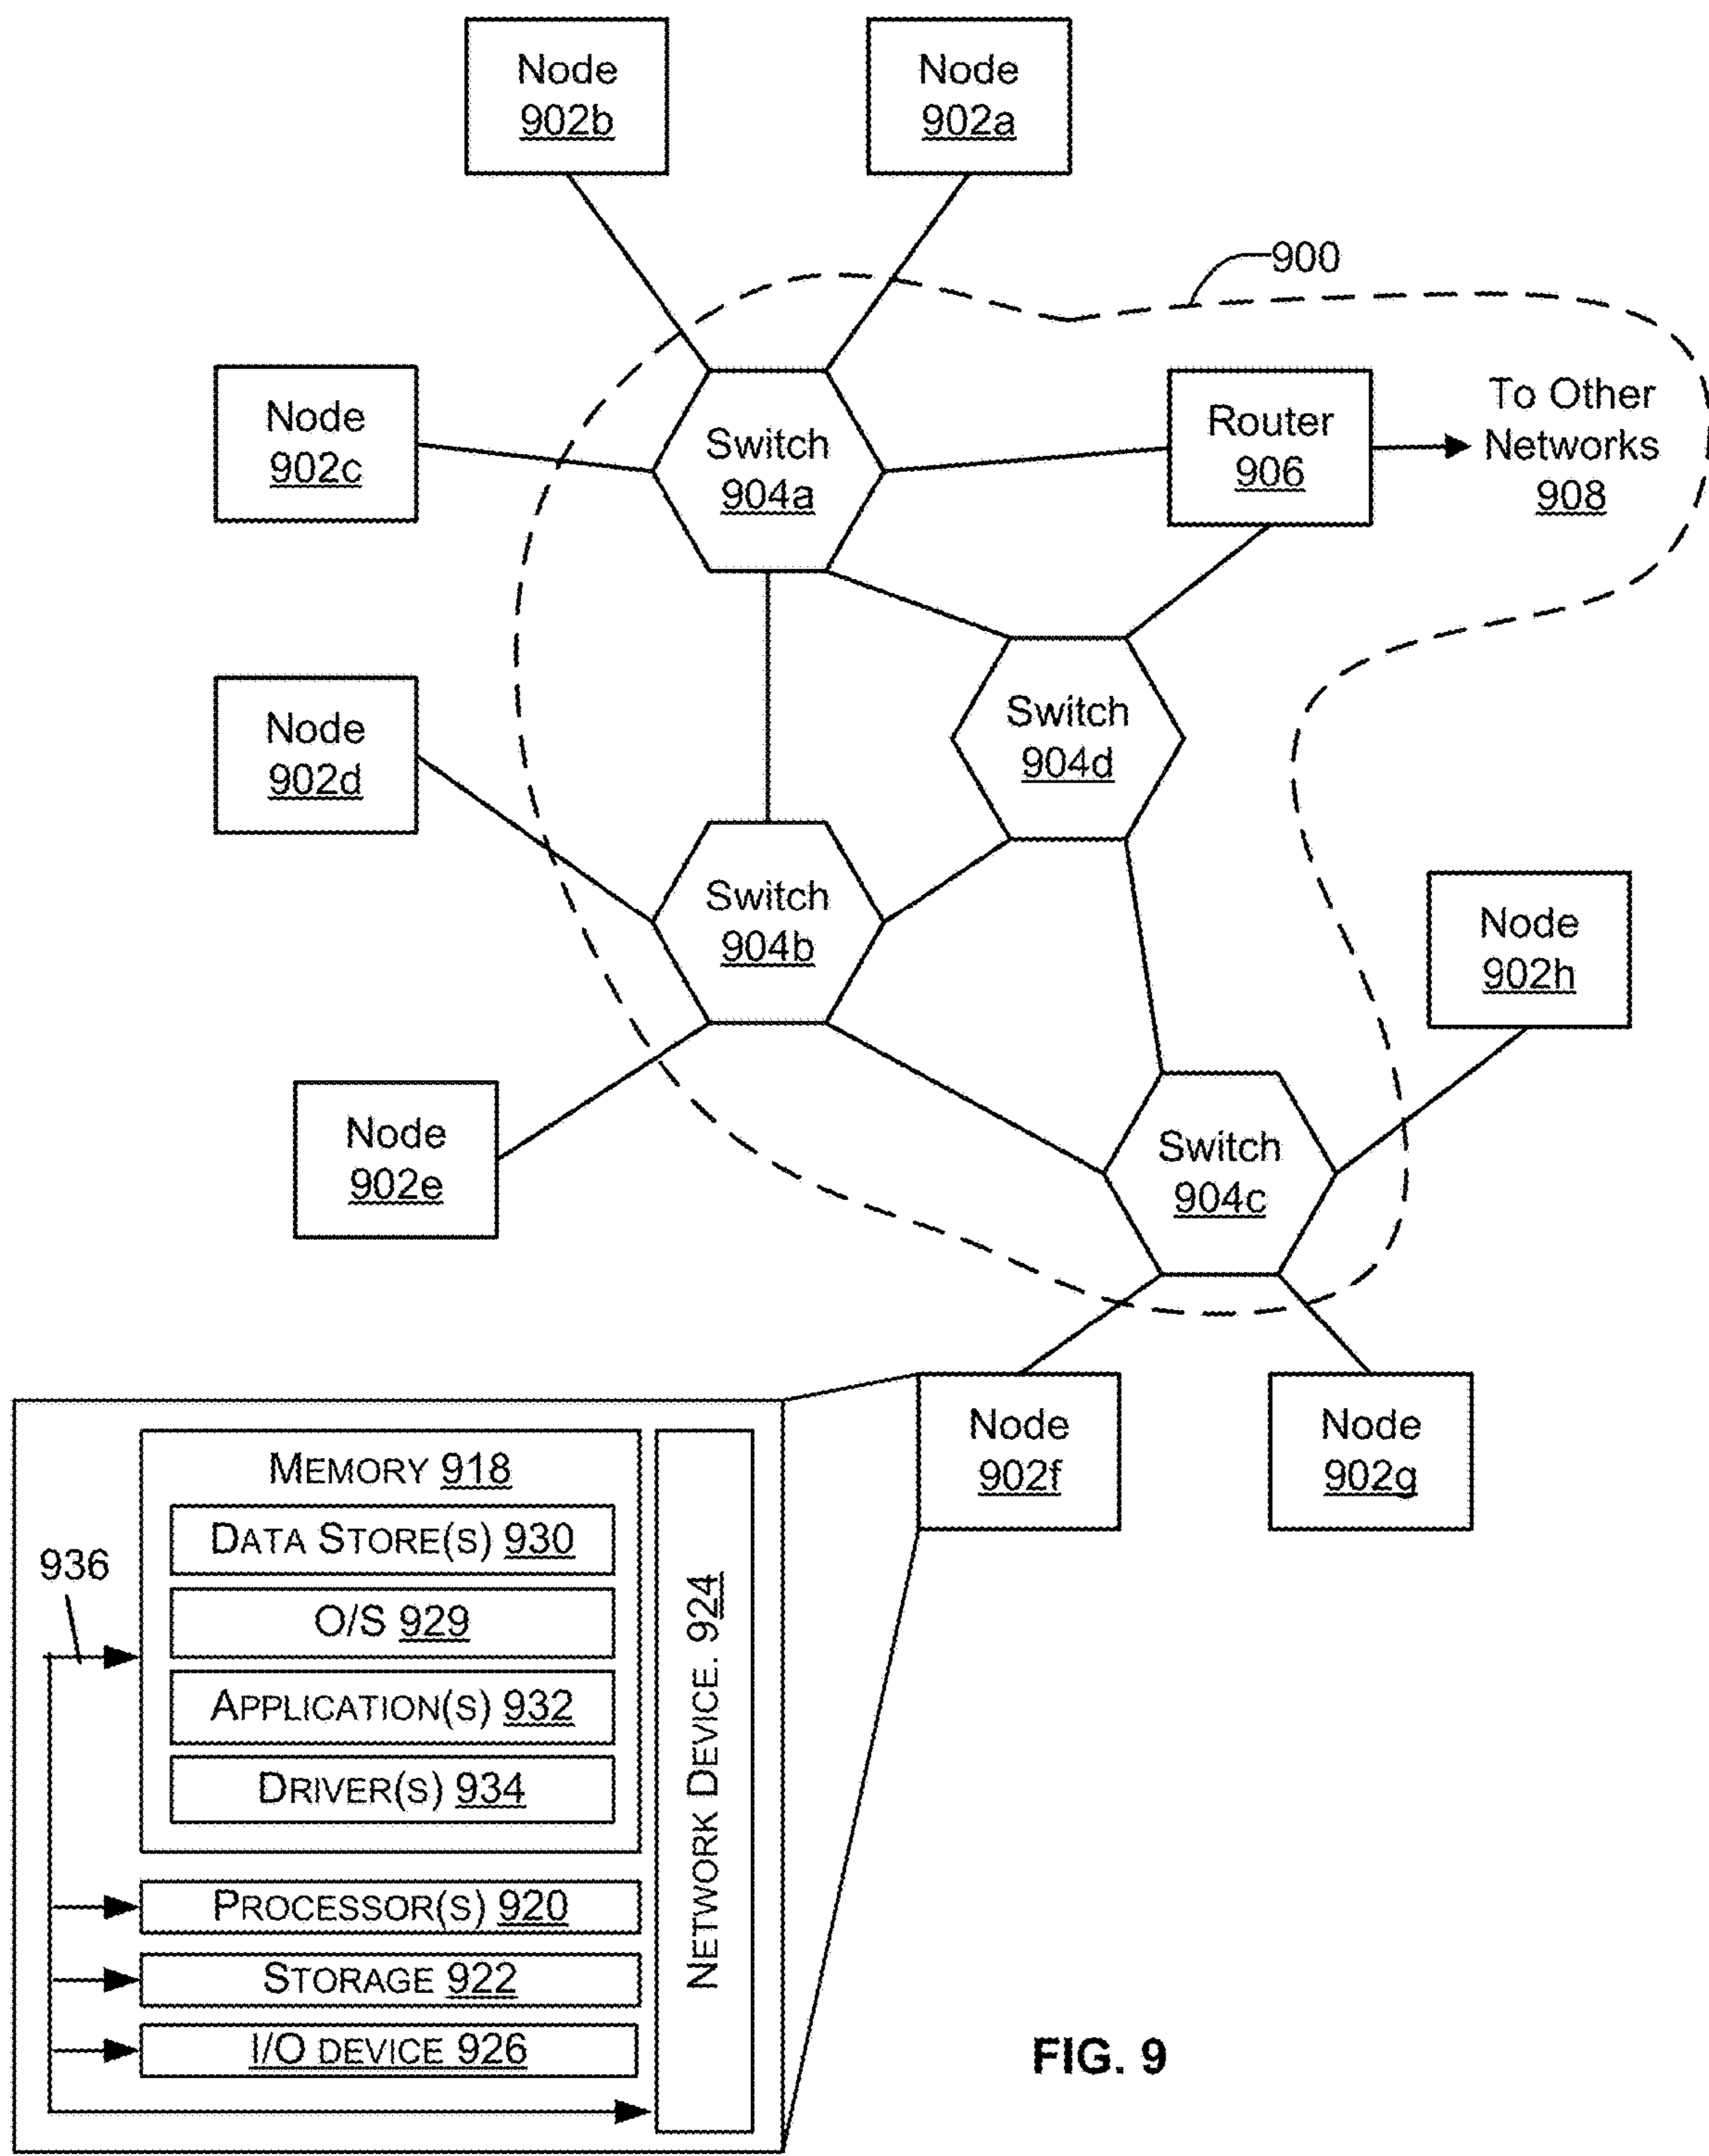 Node
902b
Node
902a
900
Node
902c
Switch
904a
Router
906
To Other
Networks
908
Node
902d
Switch
904d
Switch
904b
Node
902h
Node
902e
Switch
904c
Node
902f
Node
902g
MEMORY 918
DATA STORE(S) 930
936
O/S 929
APPLICATION(S) 932
DRIVER(S) 934
NETWORK DEVICE. 924
PROCESSOR(S) 920
STORAGE 922
I/O DEVICE 926
FIG. 9